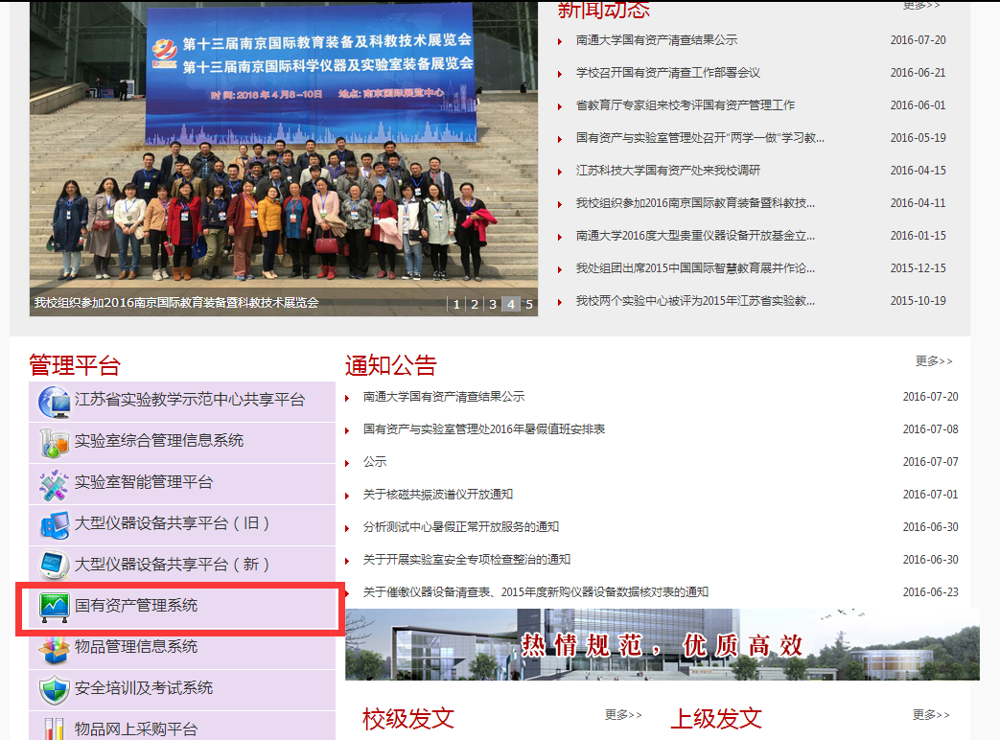 第十三届南京国际教育装备及科教技术展览会
第十三届南京国际科学仪器及实验室装备展览会
时间:2016年4月8-10日 地点:南京国际展览中心
我校组织参加2016南京国际教育装备暨科教技术展览会
1 2 3 4 5
新闻动态 更多>>
南通大学国有资产清查结果公示 2016-07-20
学校召开国有资产清查工作部署会议 2016-06-21
省教育厅专家组来校考评国有资产管理工作 2016-06-01
国有资产与实验室管理处召开“两学一做”学习教... 2016-05-19
江苏科技大学国有资产处来我校调研 2016-04-15
我校组织参加2016南京国际教育装备暨科教技... 2016-04-11
南通大学2016度大型贵重仪器设备开放基金立... 2016-01-15
我处组团出席2015中国国际智慧教育展并作论... 2015-12-15
我校两个实验中心被评为2015年江苏省实验教... 2015-10-19
管理平台
江苏省实验教学示范中心共享平台
实验室综合管理信息系统
实验室智能管理平台
大型仪器设备共享平台（旧）
大型仪器设备共享平台（新）
国有资产管理系统
物品管理信息系统
安全培训及考试系统
物品网上采购平台
通知公告 更多>>
南通大学国有资产清查结果公示 2016-07-20
国有资产与实验室管理处2016年暑假值班安排表 2016-07-08
公示 2016-07-07
关于核磁共振波谱仪开放通知 2016-07-01
分析测试中心暑假正常开放服务的通知 2016-06-30
关于开展实验室安全专项检查整治的通知 2016-06-30
关于催缴仪器设备清查表、2015年度新购仪器设备数据核对表的通知 2016-06-23
热情规范，优质高效
校级发文 更多>>
上级发文 更多>>